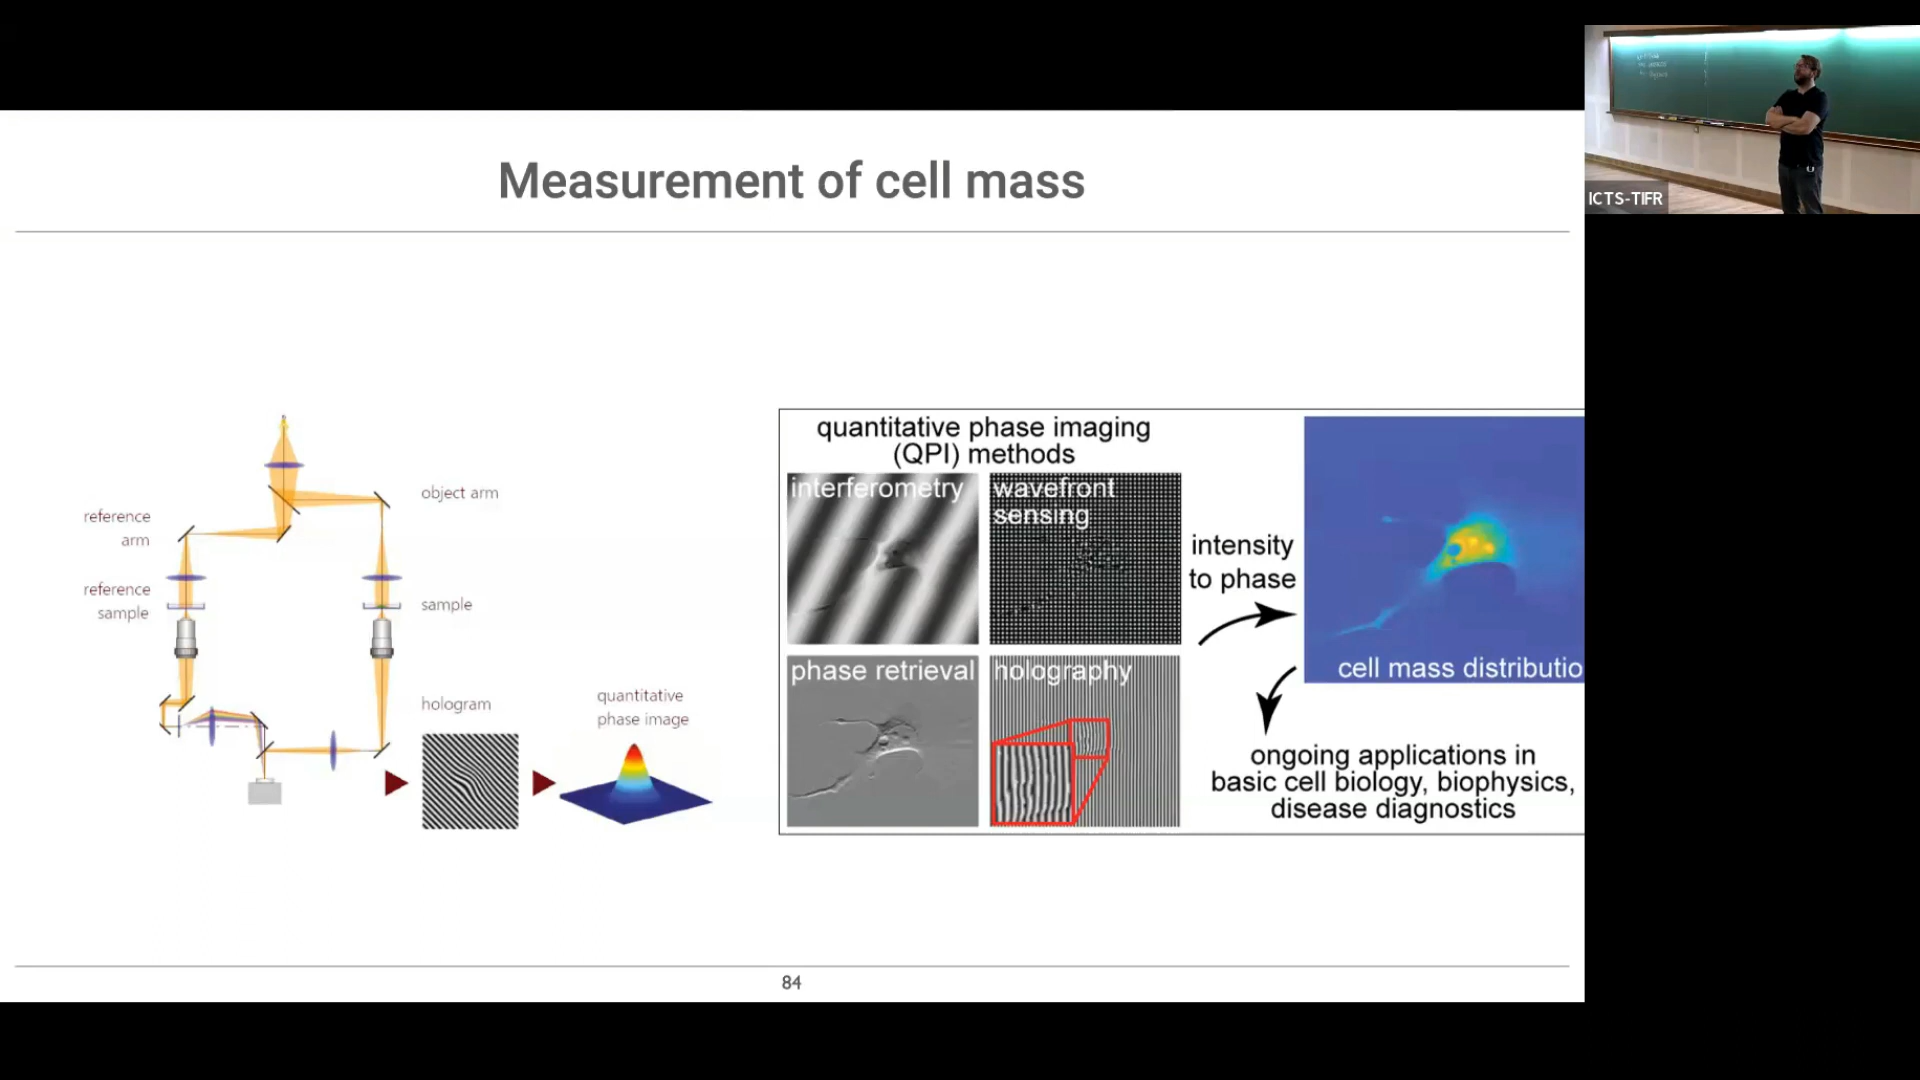 Measurement of cell mass
ICTS-TIFR
object arm
reference
arm
reference
sample
sample
hologram
quantitative
phase image
quantitative phase imaging
(QPI) methods
interferometry
wavefront
sensing
phase retrieval
holography
intensity
to phase
cell mass distributio
ongoing applications in
basic cell biology, biophysics,
disease diagnostics
84